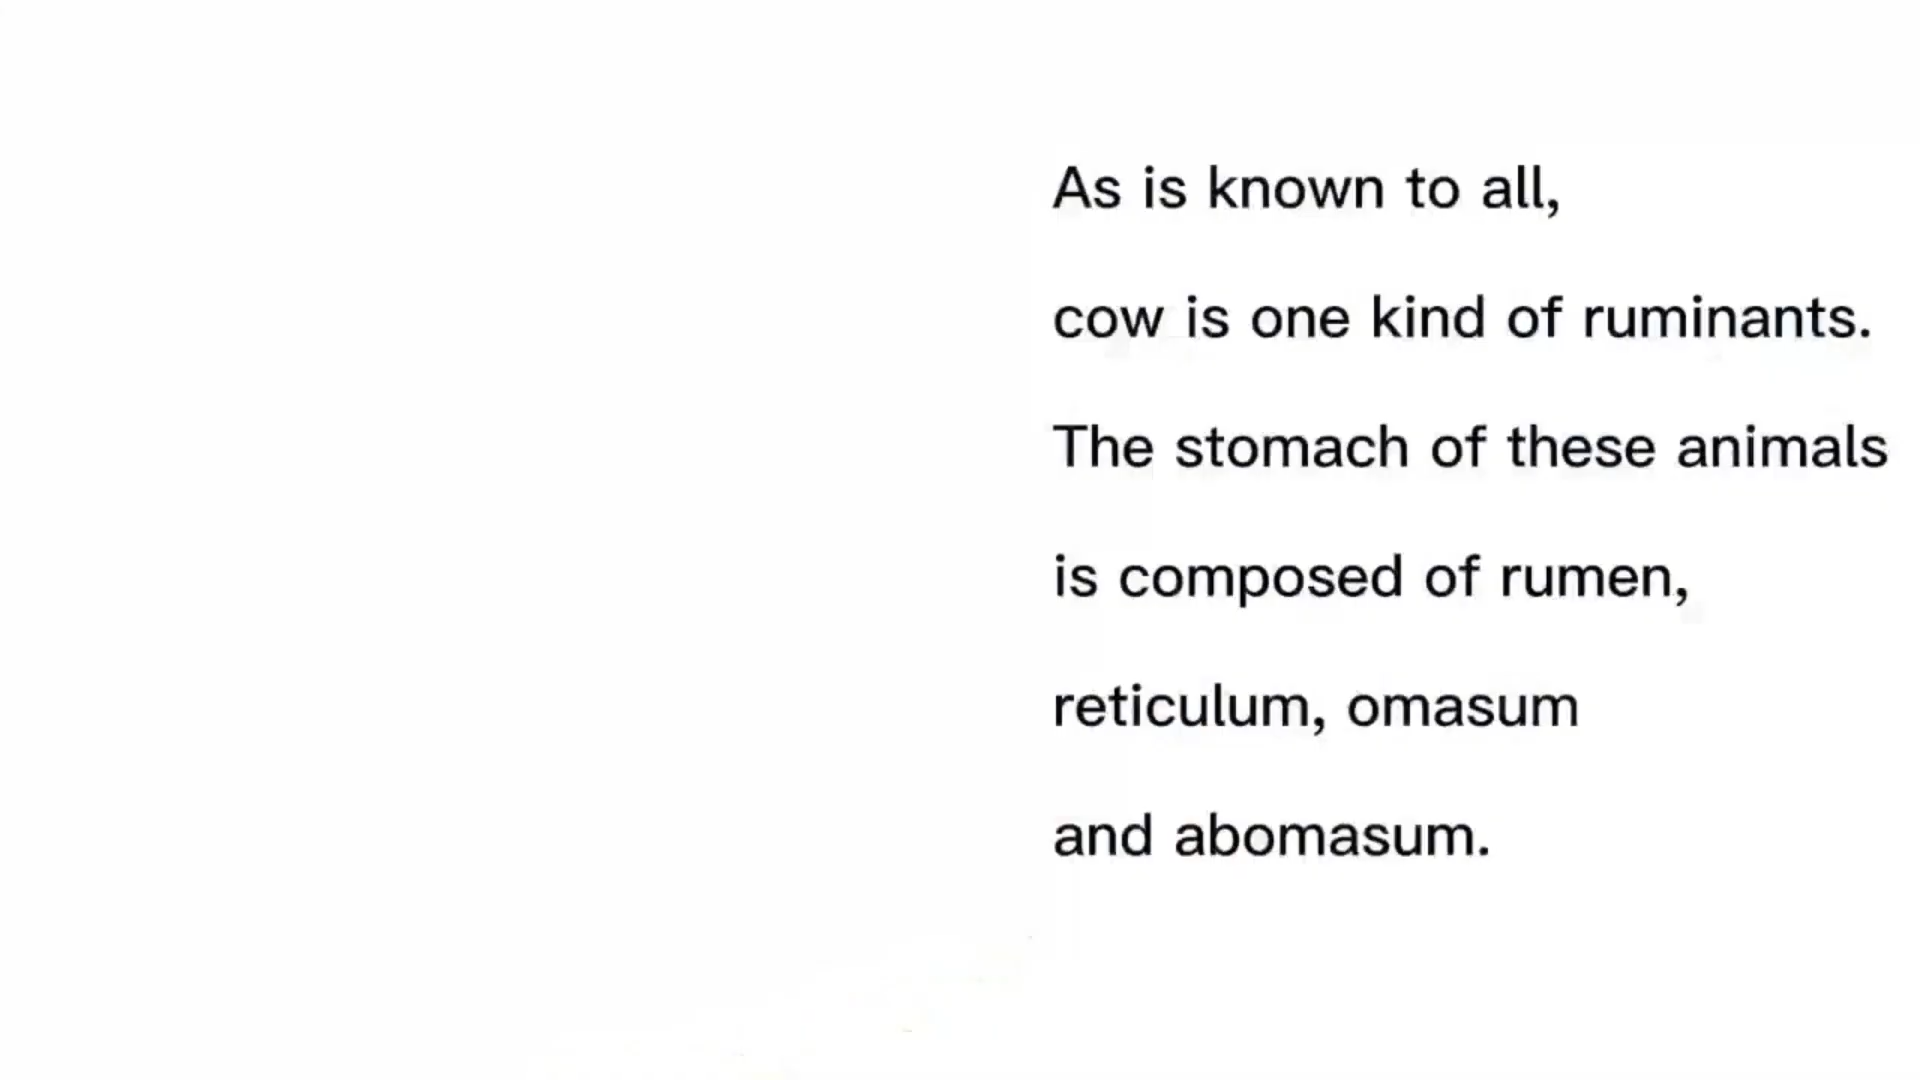 As is known to all,
cow is one kind of ruminants.
The stomach of these animals
is composed of rumen,
reticulum, omasum
and abomasum.